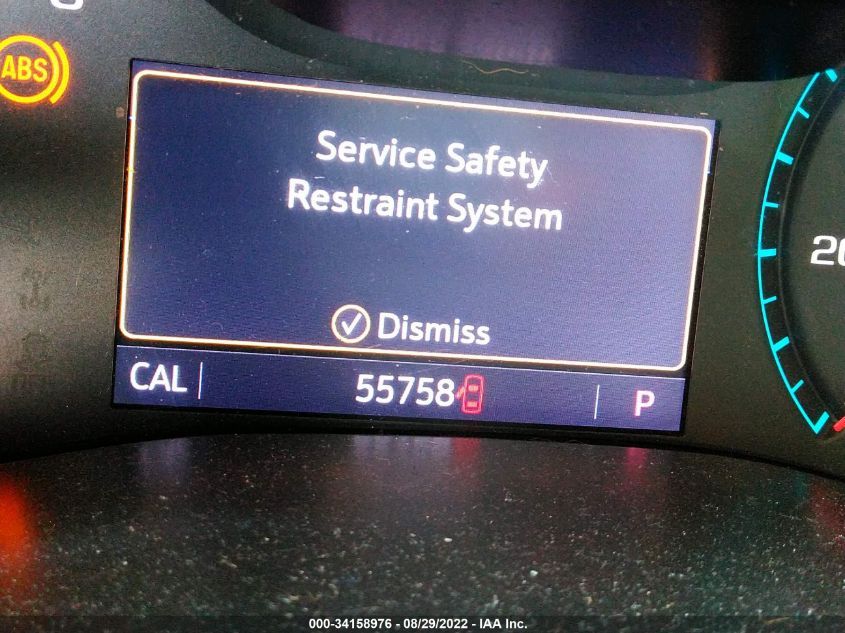 ABS
Service Safety
Restraint System
Dismiss
CAL
55758
P
000-34158976 - 08/29/2022 - IAA Inc.